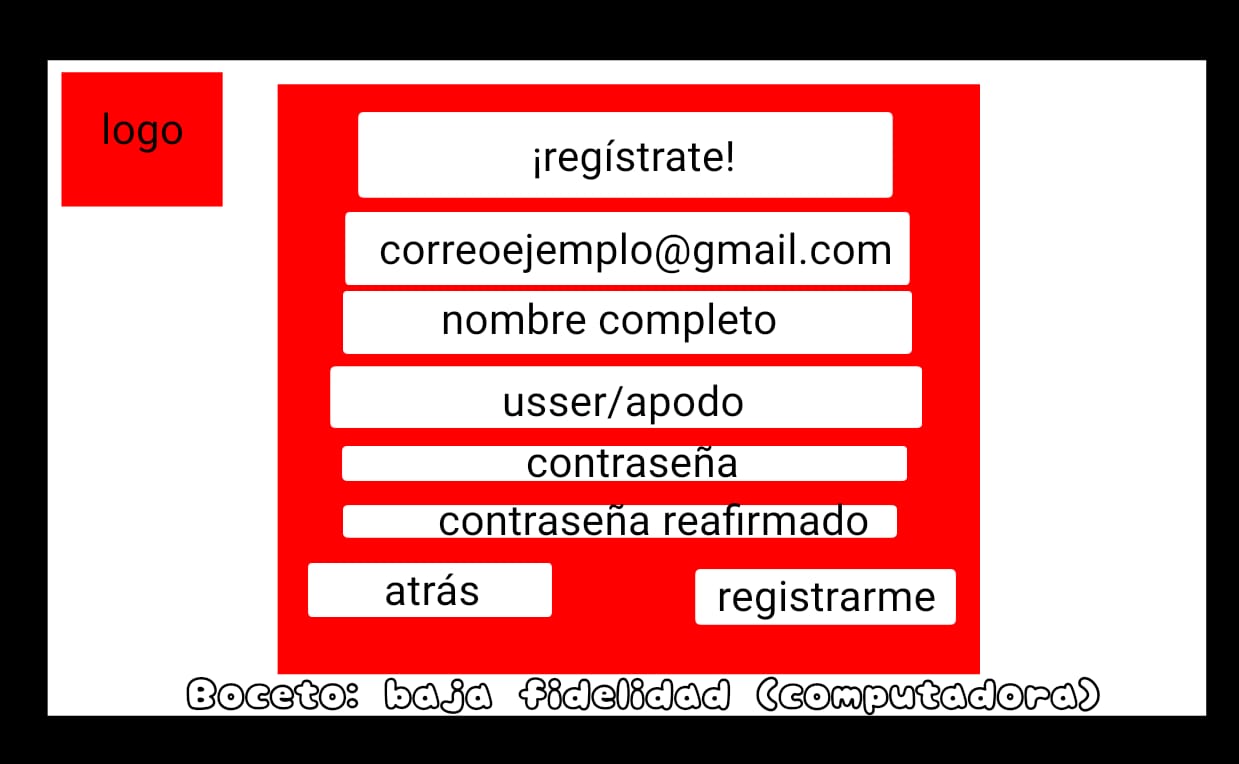 logo
¡regístrate!
correoejemplo@gmail.com
nombre completo
usser/apodo
contraseña
contraseña reafirmado
atrás
registrarme
Boceto: baja fidelidad (computadora)